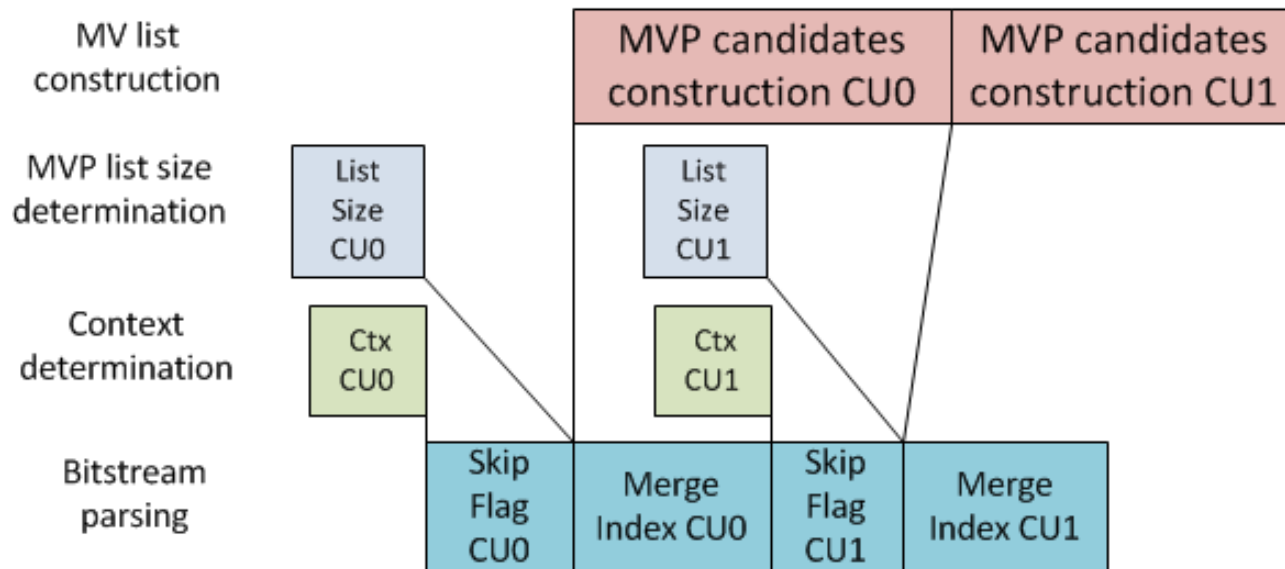 MV list
construction
MVP candidates
construction CU0
MVP candidates
construction CU1
MVP list size
determination
List
Size
CU0
List
Size
CU1
Context
determination
Ctx
CU0
Ctx
CU1
Bitstream
parsing
Skip
Flag
CU0
Merge
Index CU0
Skip
Flag
CU1
Merge
Index CU1